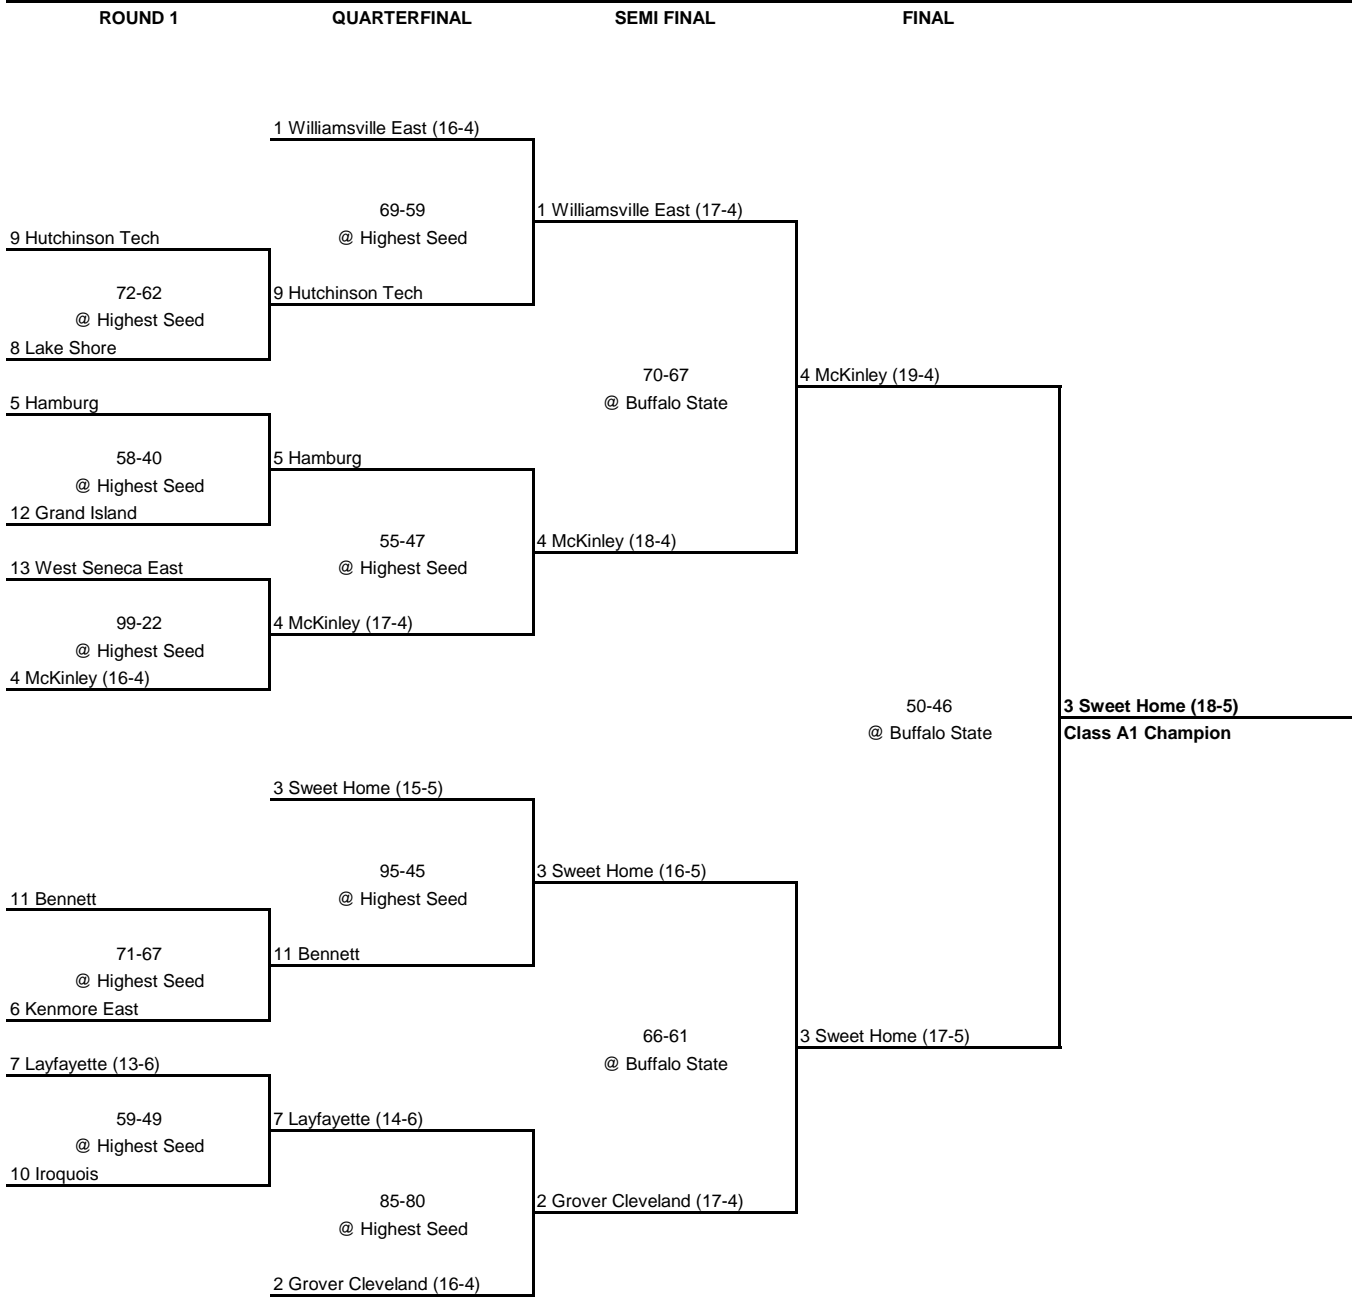 ROUND 1 QUARTERFINAL SEMI FINAL FINAL
1 Williamsville East (16-4)
69-59 1 Williamsville East (17-4)
9 Hutchinson Tech @ Highest Seed
72-62 9 Hutchinson Tech
@ Highest Seed
8 Lake Shore
70-67 4 McKinley (19-4)
5 Hamburg @ Buffalo State
58-40 5 Hamburg
@ Highest Seed
12 Grand Island
55-47 4 McKinley (18-4)
13 West Seneca East @ Highest Seed
99-22 4 McKinley (17-4)
@ Highest Seed
4 McKinley (16-4)
50-46 3 Sweet Home (18-5)
@ Buffalo State Class A1 Champion
3 Sweet Home (15-5)
95-45 3 Sweet Home (16-5)
11 Bennett @ Highest Seed
71-67 11 Bennett
@ Highest Seed
6 Kenmore East
66-61 3 Sweet Home (17-5)
7 Layfayette (13-6) @ Buffalo State
59-49 7 Layfayette (14-6)
@ Highest Seed
10 Iroquois
85-80 2 Grover Cleveland (17-4)
@ Highest Seed
2 Grover Cleveland (16-4)